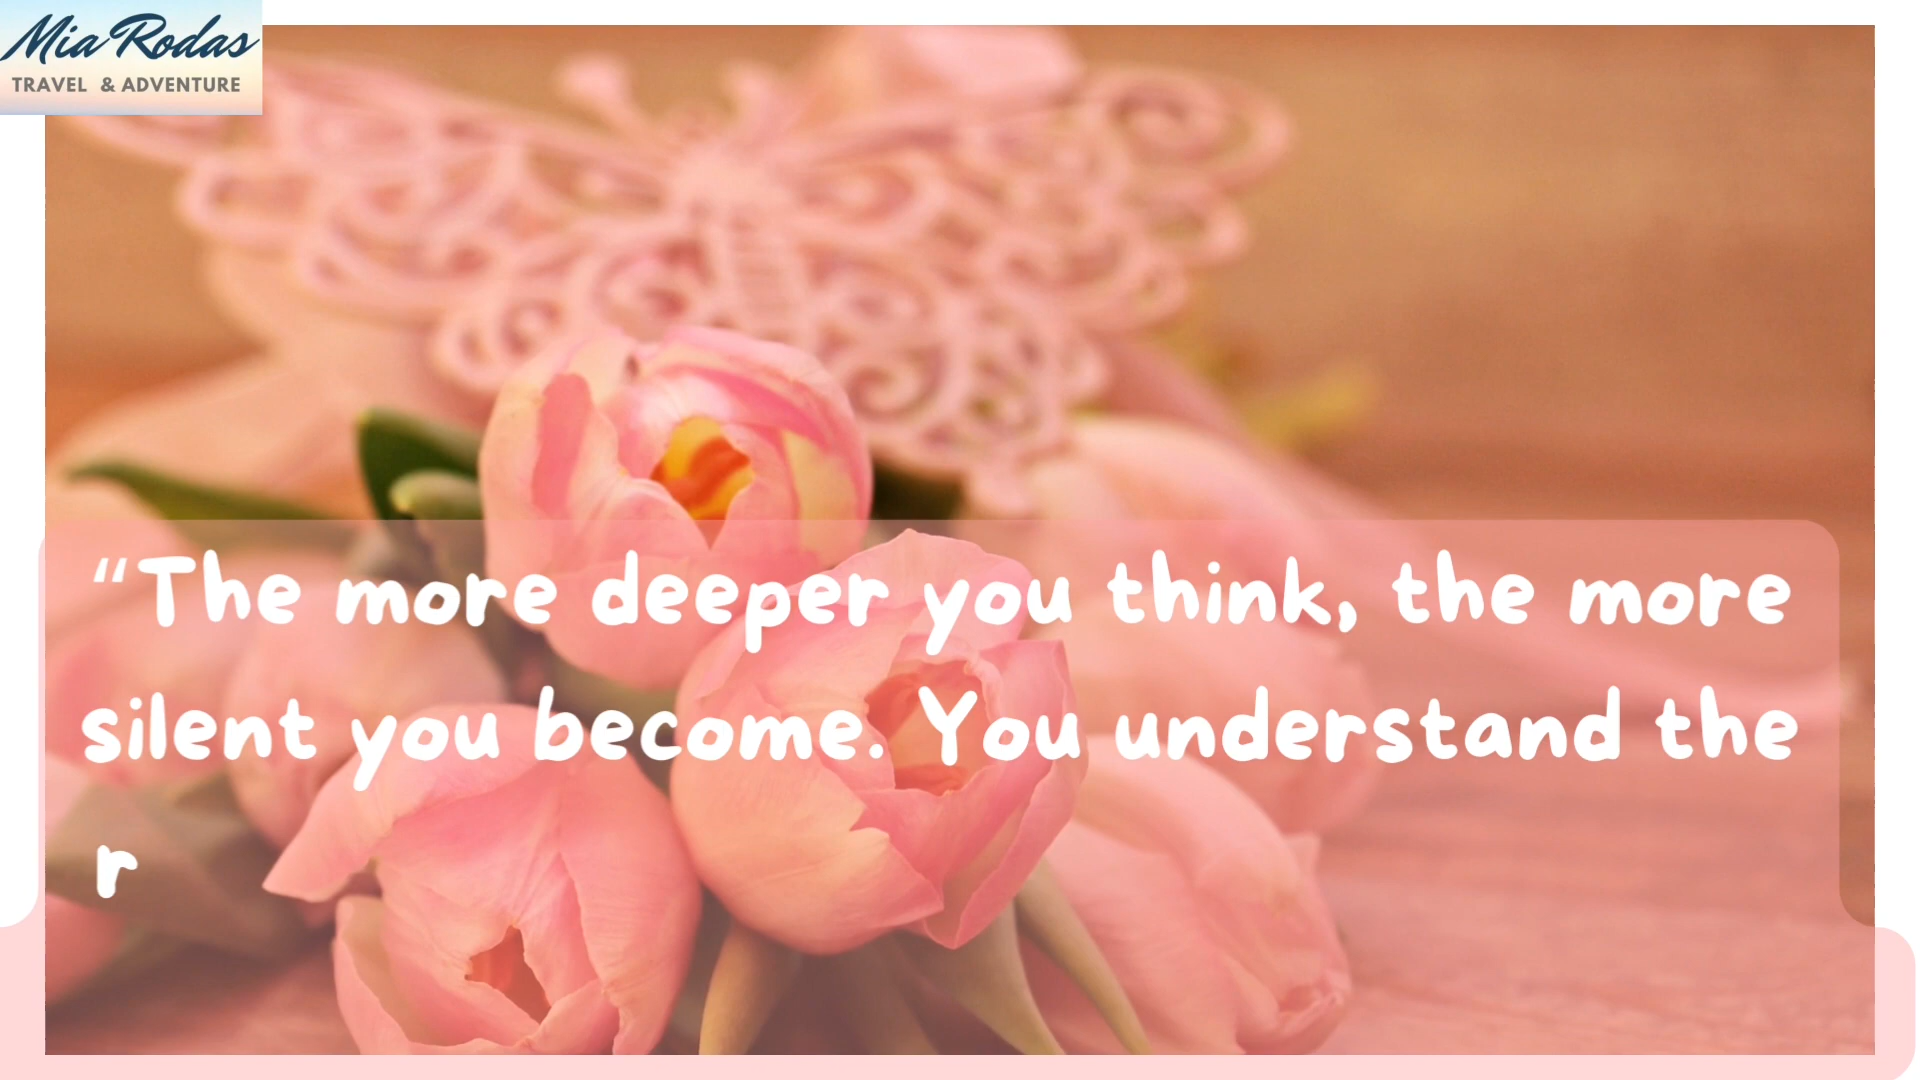 Mia Rodas
TRAVEL & ADVENTURE
“The more deeper you think, the more
silent you become. You understand the
r